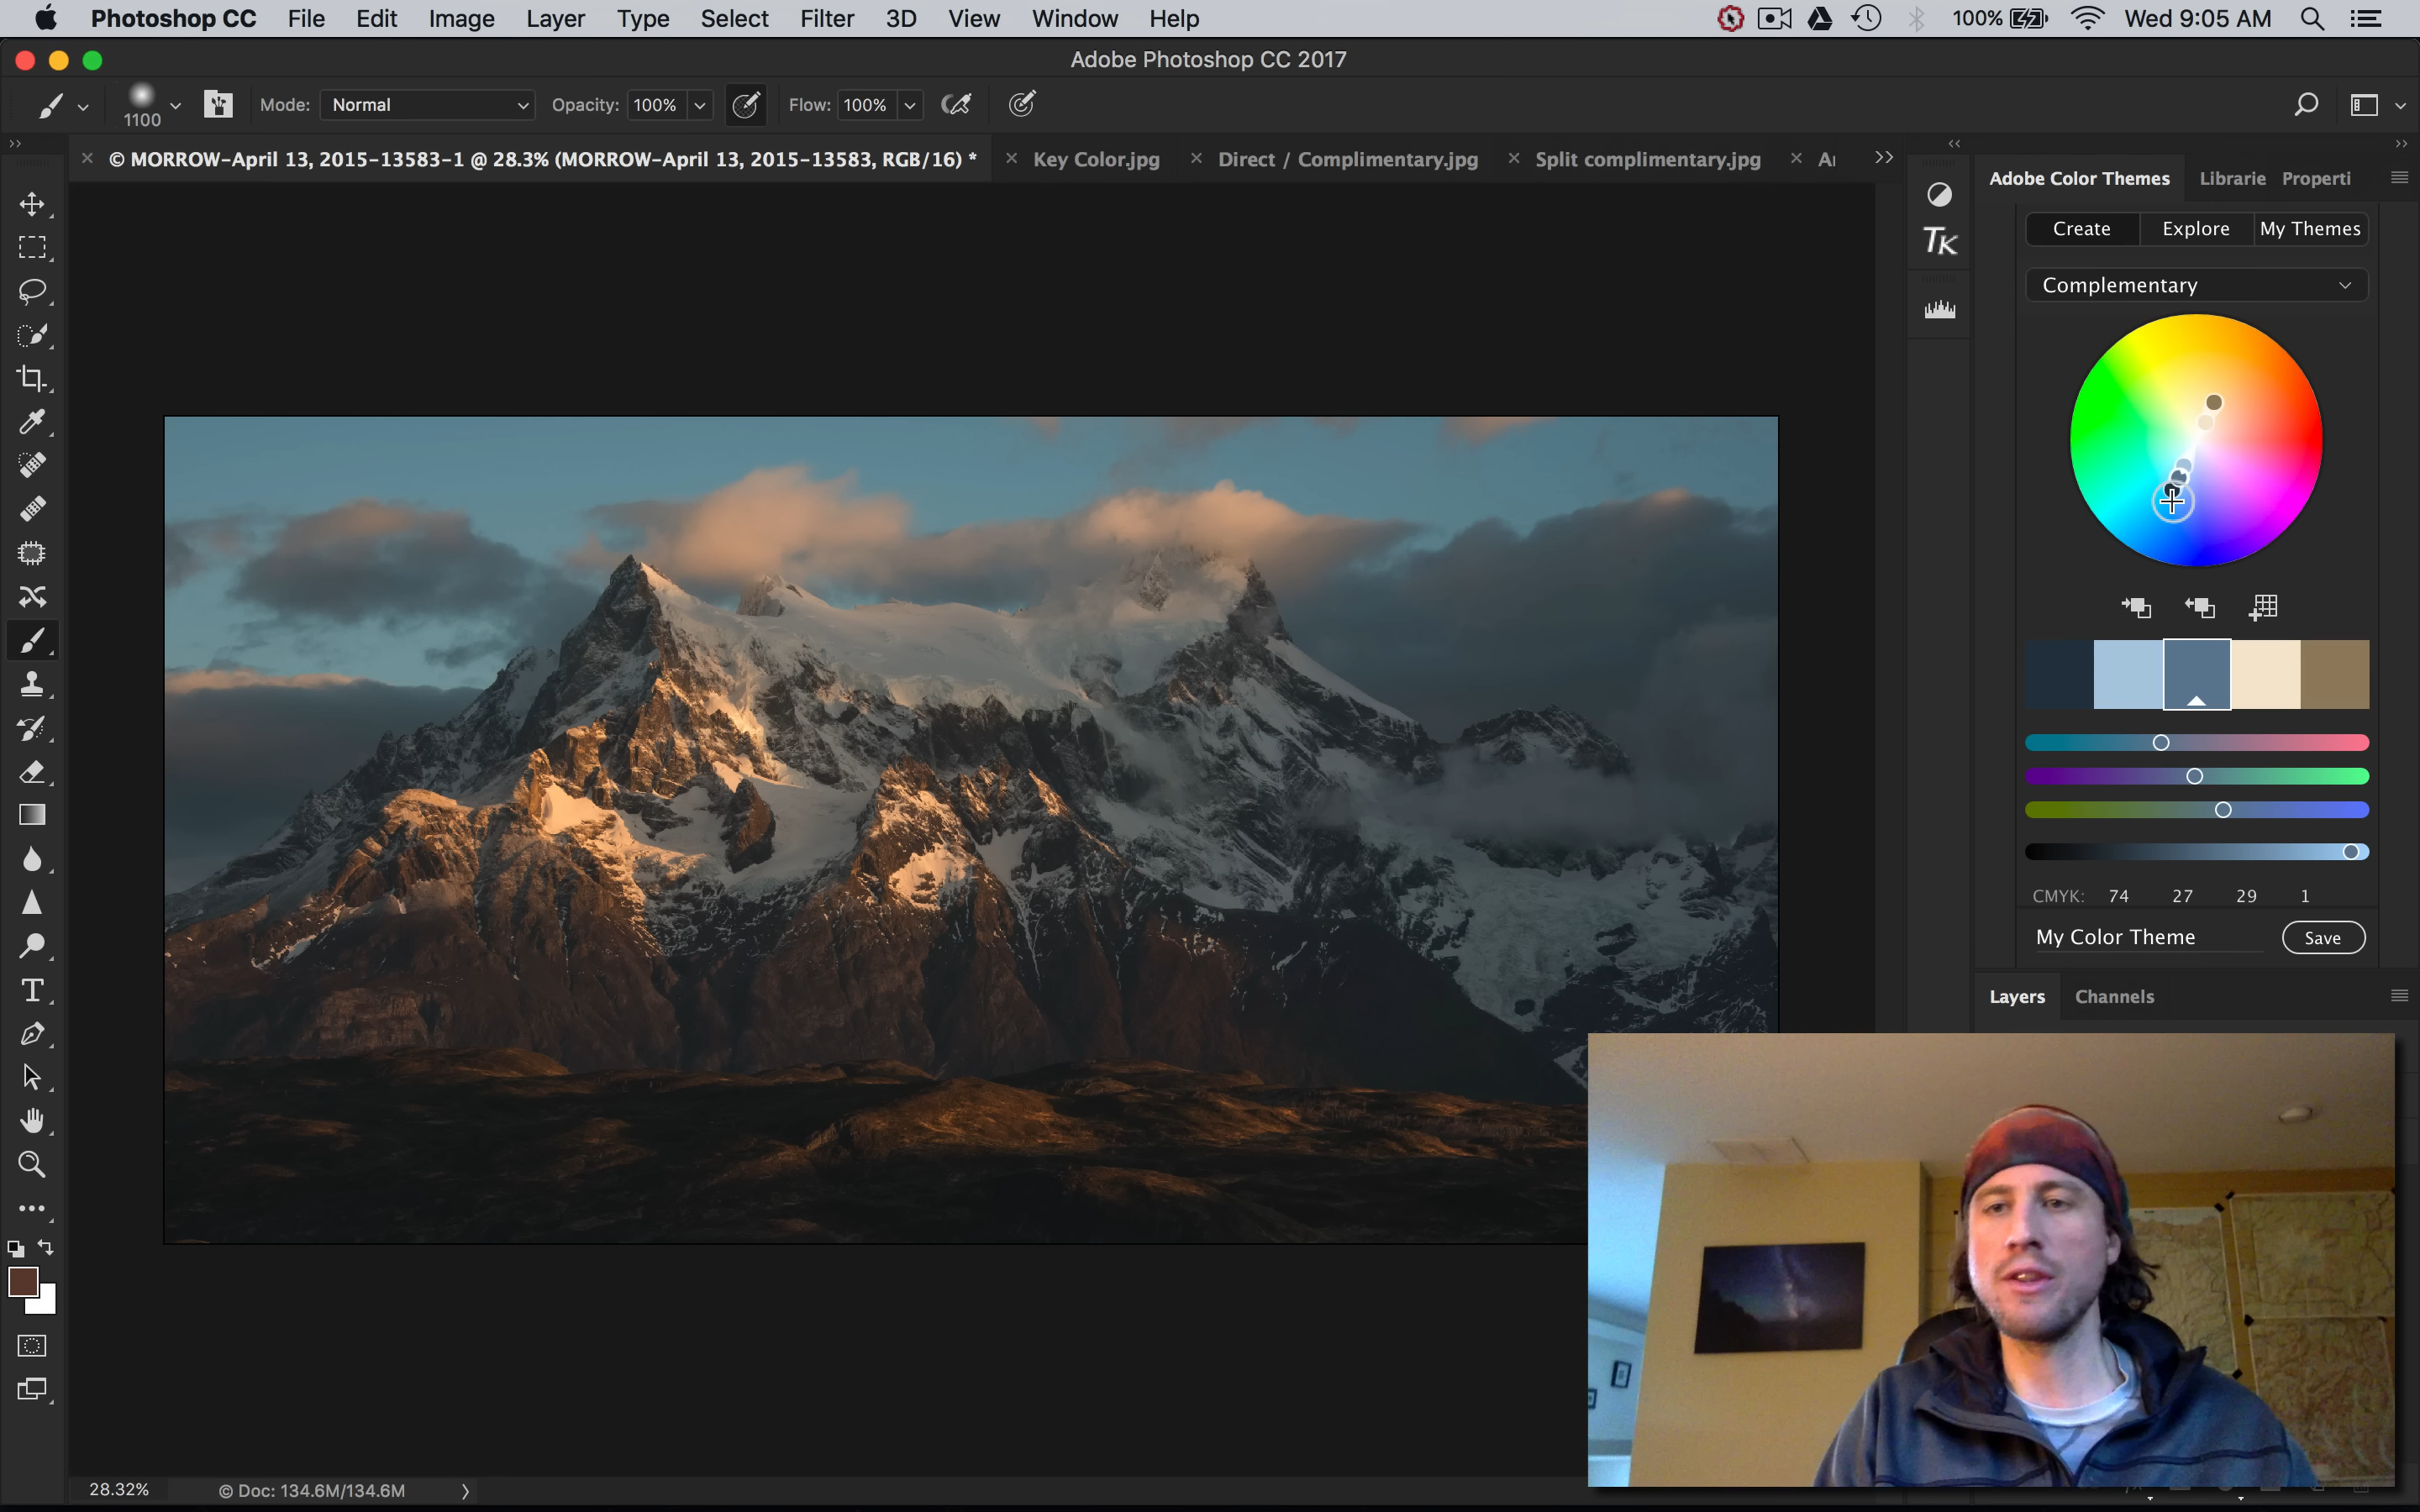 Photoshop CC File Edit Image Layer Type Select Filter 3D View Window Help 100% Wed 9:05 AM
Adobe Photoshop CC 2017
1100 Mode: Normal Opacity: 100% Flow: 100%
© MORROW-April 13, 2015-13583-1 @ 28.3% (MORROW-April 13, 2015-13583, RGB/16) * Key Color.jpg Direct / Complimentary.jpg Split complimentary.jpg
Adobe Color Themes Librarie Properti
Create Explore My Themes
TK
Complementary
CMYK: 74 27 29 1
My Color Theme Save
Layers Channels
28.32% © Doc: 134.6M/134.6M